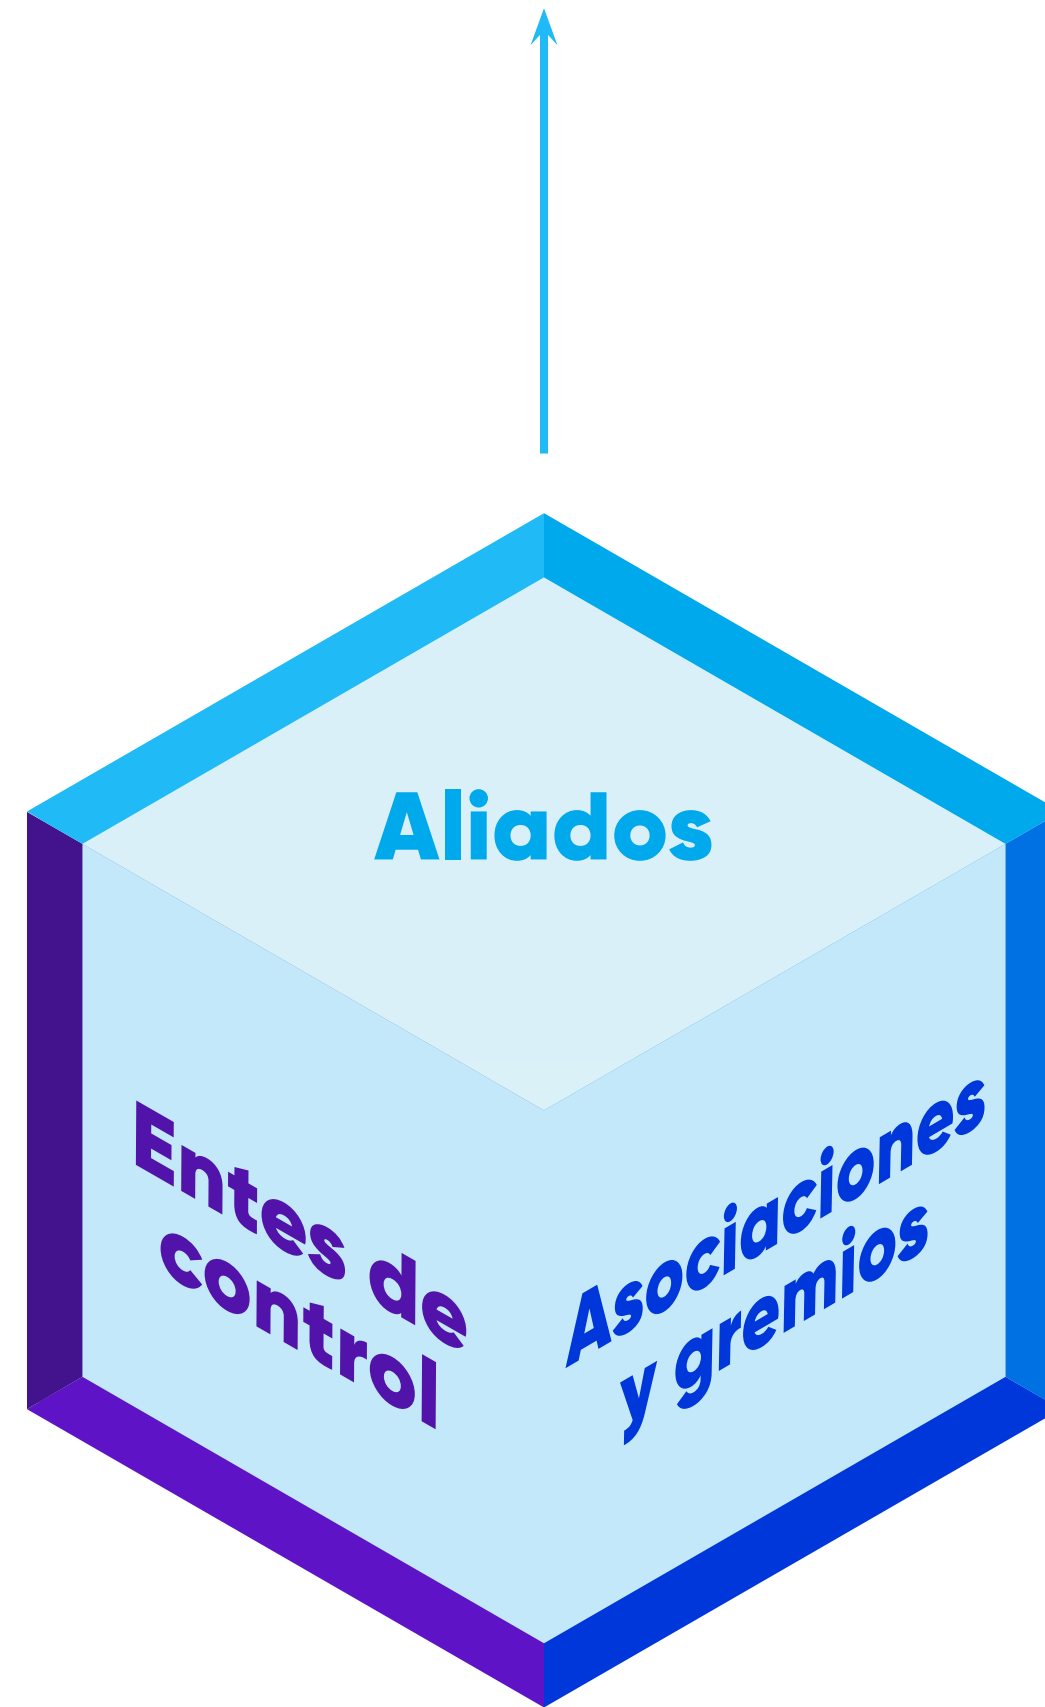 Aliados
Entes de
control
Asociaciones
y gremios